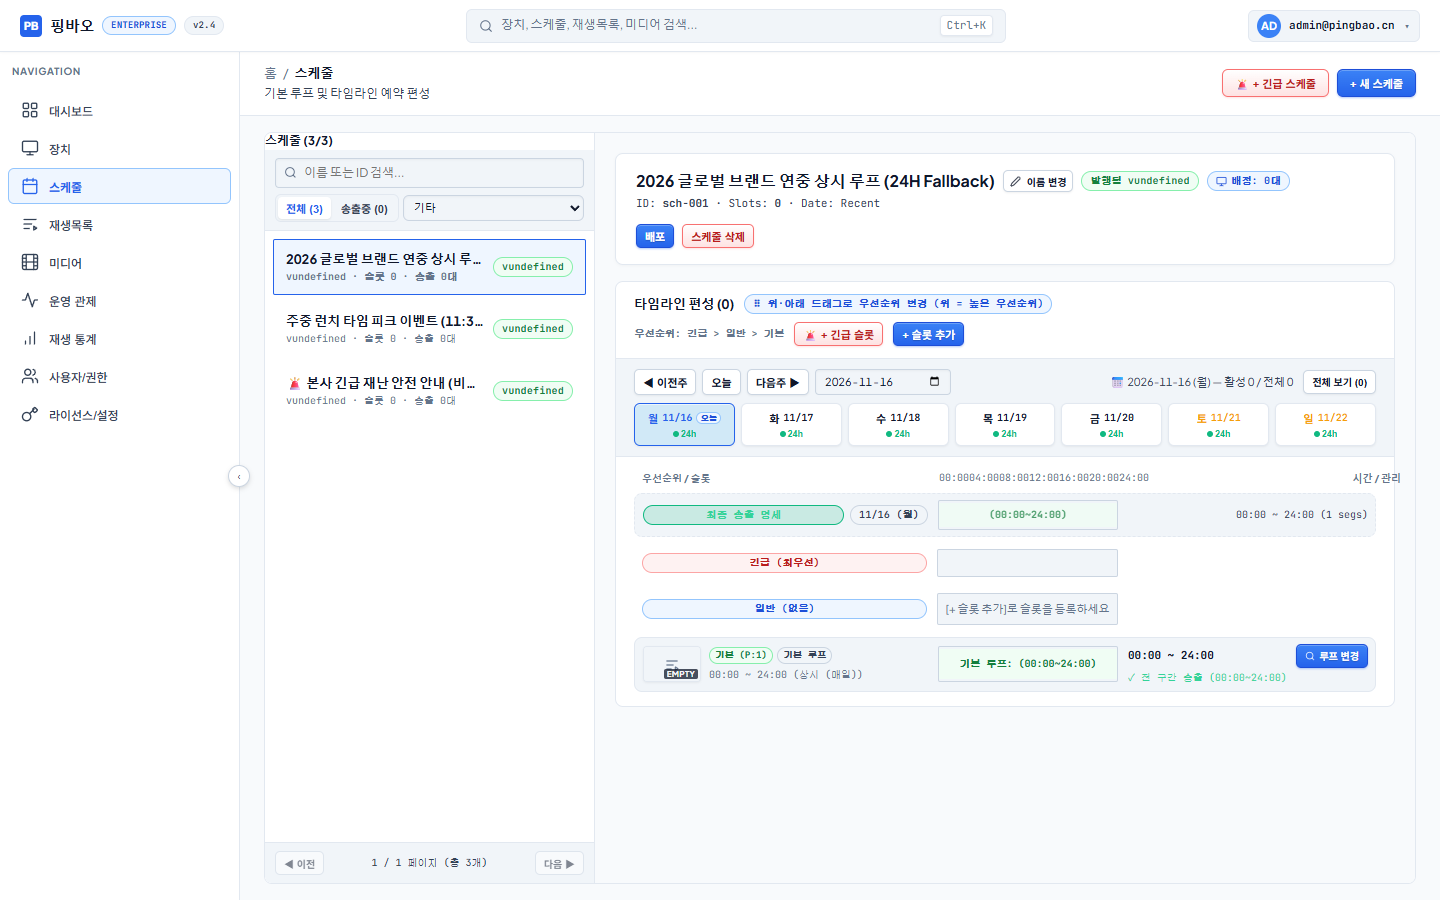 PB 핑바오 ENTERPRISE v2.4
장치, 스케줄, 재생목록, 미디어 검색... Ctrl+K
AD admin@pingbao.cn
NAVIGATION
대시보드
장치
스케줄
재생목록
미디어
운영 관제
재생 통계
사용자/권한
라이선스/설정
홈 / 스케줄
기본 루프 및 타임라인 예약 편성
+ 긴급 스케줄
+ 새 스케줄
스케줄 (3/3)
이름 또는 ID 검색...
전체 (3) 송출중 (0) 기타
2026 글로벌 브랜드 연중 상시 루... vundefined
vundefined · 슬롯 0 · 송출 0대
주중 런치 타임 피크 이벤트 (11:3... vundefined
vundefined · 슬롯 0 · 송출 0대
🚨 본사 긴급 재난 안전 안내 (비... vundefined
vundefined · 슬롯 0 · 송출 0대
◀ 이전 1 / 1 페이지 (총 3개) 다음 ▶
2026 글로벌 브랜드 연중 상시 루프 (24H Fallback) 이름 변경 발행본 vundefined 배정: 0대
ID: sch-001 · Slots: 0 · Date: Recent
배포 스케줄 삭제
타임라인 편성 (0) ⠿ 위·아래 드래그로 우선순위 변경 (위 = 높은 우선순위)
우선순위: 긴급 > 일반 > 기본 🚨 + 긴급 슬롯 + 슬롯 추가
◀ 이전주 오늘 다음주 ▶ 2026-11-16 📅 2026-11-16 (월) — 활성 0 / 전체 0 전체 보기 (0)
월 11/16 오늘 화 11/17 수 11/18 목 11/19 금 11/20 토 11/21 일 11/22
24h 24h 24h 24h 24h 24h 24h
우선순위 / 슬롯 00:0004:0008:0012:0016:0020:0024:00 시간 / 관리
최종 송출 명세 11/16 (월) (00:00~24:00) 00:00 ~ 24:00 (1 segs)
긴급 (최우선)
일반 (없음) [+ 슬롯 추가]로 슬롯을 등록하세요
EMPTY 기본 (P:1) 기본 루프 기본 루프: (00:00~24:00) 00:00 ~ 24:00 루프 변경
00:00 ~ 24:00 (상시 (매일)) ✓ 전 구간 송출 (00:00~24:00)